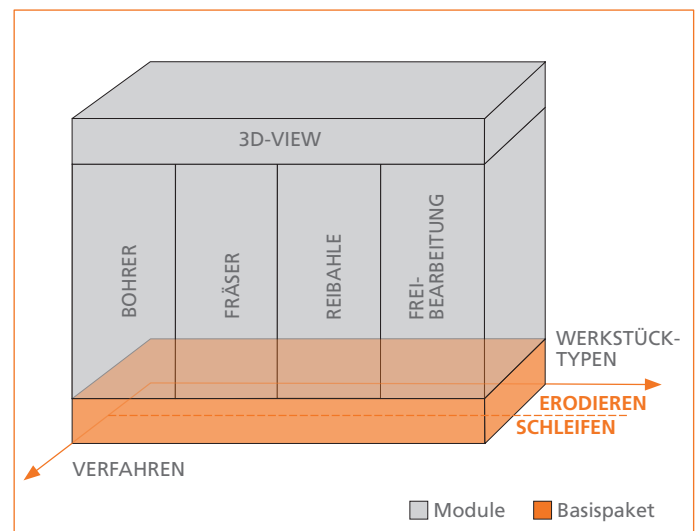 3D-VIEW
BOHRER
FRÄSER
REIBAHLE
FREI-
BEARBEITUNG
WERKSTÜCK-
TYPEN
ERODIEREN
SCHLEIFEN
VERFAHREN
Module
Basispaket